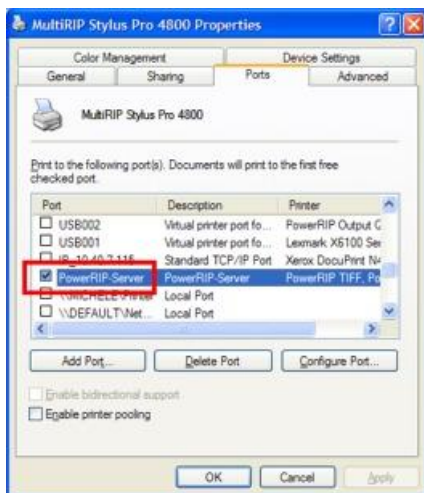 MultiRIP Stylus Pro 4800 Properties
Color Management Device Settings
General Sharing Ports Advanced
MultiRIP Stylus Pro 4800
Print to the following port(s). Documents will print to the first free
checked port.
Port Description Printer
USB002 Virtual printer port fo... PowerRIP Output
USB001 Virtual printer port fo... Lexmark X6100 Ser
Standard TCP/IP Port Xerox DocuPrint N4
PowerRIP-Server PowerRIP-Server PowerRIP TIFF, Po
\\MICHELE\Printer Local Port
\\DEFAULT\Net... Local Port
Add Port... Delete Port Configure Port...
Enable bidirectional support
Enable printer pooling
OK Cancel Apply